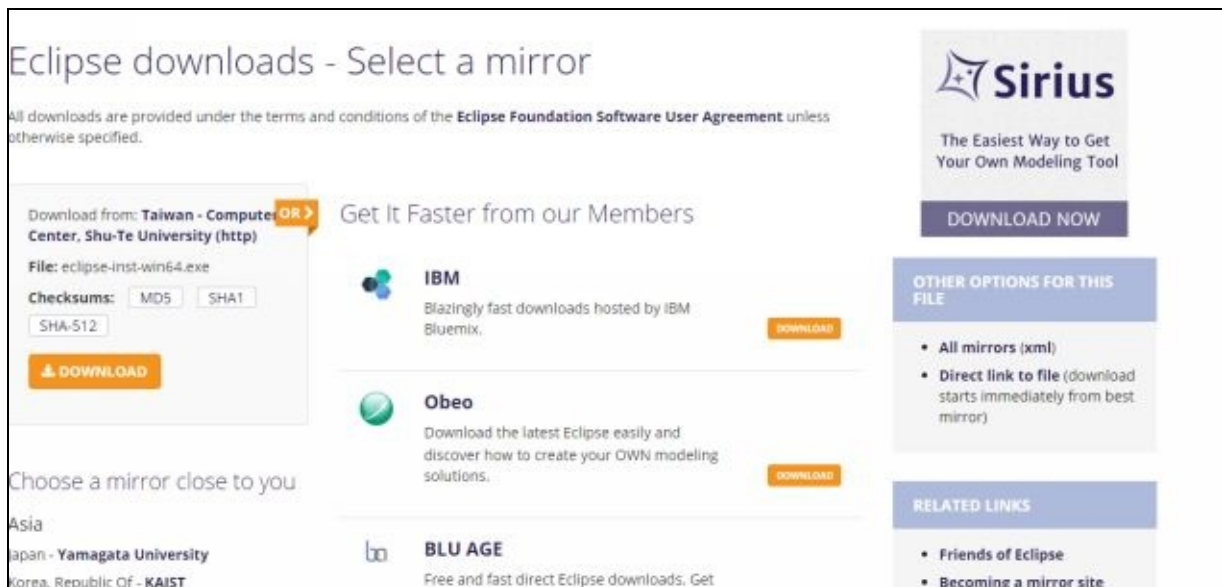 Eclipse downloads - Select a mirror
All downloads are provided under the terms and conditions of the Eclipse Foundation Software User Agreement unless
otherwise specified.
Download from: Taiwan - Computer
Center, Shu-Te University (http)
File: eclipse-inst-win64.exe
Checksums: MD5 SHA1
SHA-512
DOWNLOAD
OR
Choose a mirror close to you
Asia
Japan - Yamagata University
Korea, Republic Of - KAIST
Get It Faster from our Members
IBM
Blazingly fast downloads hosted by IBM
Bluemix.
DOWNLOAD
Obeo
Download the latest Eclipse easily and
discover how to create your OWN modeling
solutions.
DOWNLOAD
BLU AGE
Free and fast direct Eclipse downloads. Get
Sirius
The Easiest Way to Get
Your Own Modeling Tool
DOWNLOAD NOW
OTHER OPTIONS FOR THIS
FILE
• All mirrors (xml)
• Direct link to file (download
starts immediately from best
mirror)
RELATED LINKS
• Friends of Eclipse
• Becoming a mirror site